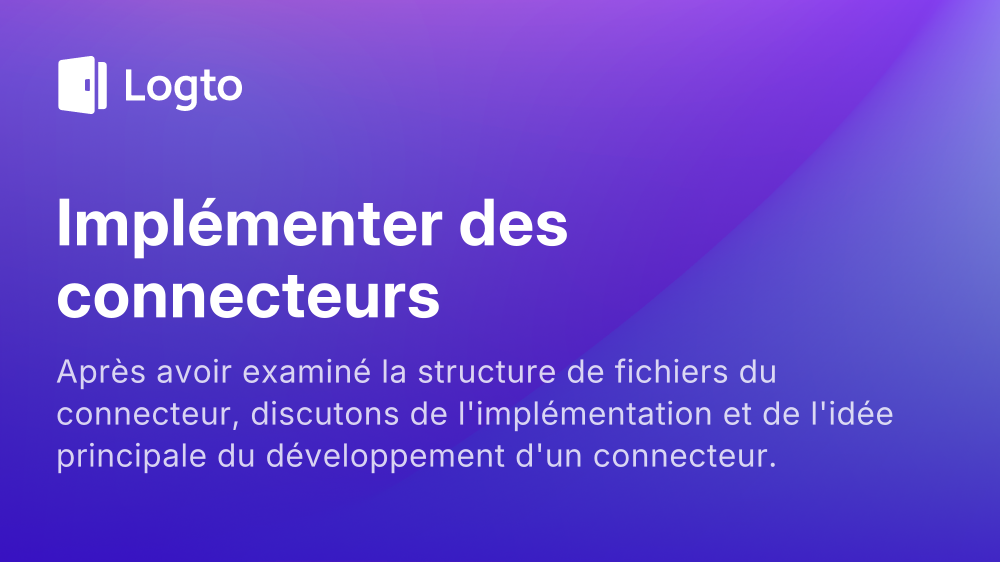 Logto
Implémenter des
connecteurs
Après avoir examiné la structure de fichiers du
connecteur, discutons de l'implémentation et de l'idée
principale du développement d'un connecteur.